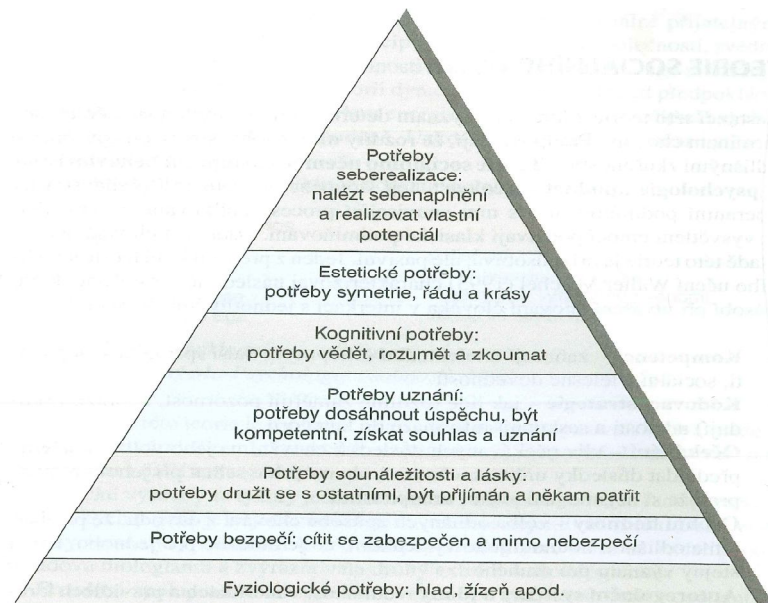 Potřeby
seberealizace:
nalézt sebenaplnění
a realizovat vlastní
potenciál
Estetické potřeby:
potřeby symetrie, řádu a krásy
Kognitivní potřeby:
potřeby vědět, rozumět a zkoumat
Potřeby uznání:
potřeby dosáhnout úspěchu, být
kompetentní, získat souhlas a uznání
Potřeby sounáležitosti a lásky:
potřeby družit se s ostatními, být přijímán a někam patřit
Potřeby bezpečí: cítit se zabezpečen a mimo nebezpečí
Fyziologické potřeby: hlad, žízeň apod.